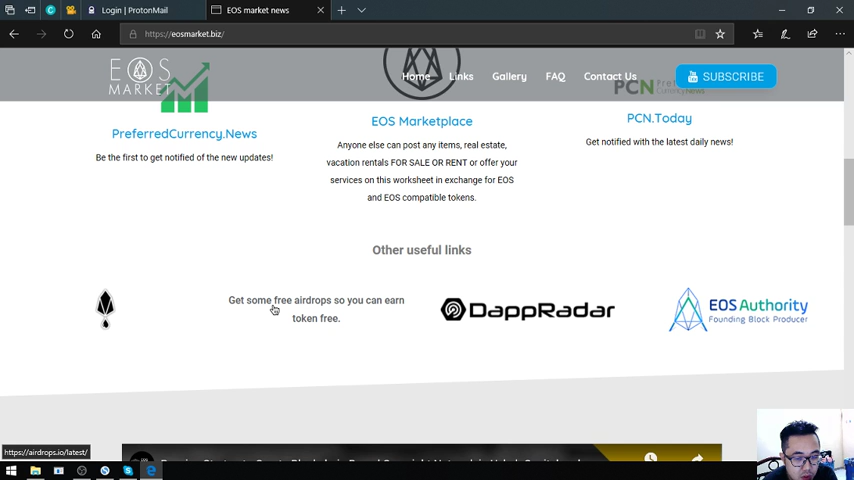 Login | ProtonMail
EOS market news
https://eosmarket.biz/
EOS
MARKET
Home
Links
Gallery
FAQ
Contact Us
SUBSCRIBE
PCN
PreferredCurrency.News
Be the first to get notified of the new updates!
EOS Marketplace
Anyone else can post any items, real estate,
vacation rentals FOR SALE OR RENT or offer your
services on this worksheet in exchange for EOS
and EOS compatible tokens.
PCN.Today
Get notified with the latest daily news!
Other useful links
Get some free airdrops so you can earn
token free.
DappRadar
EOS Authority
Founding Block Producer
https://airdrops.io/latest/